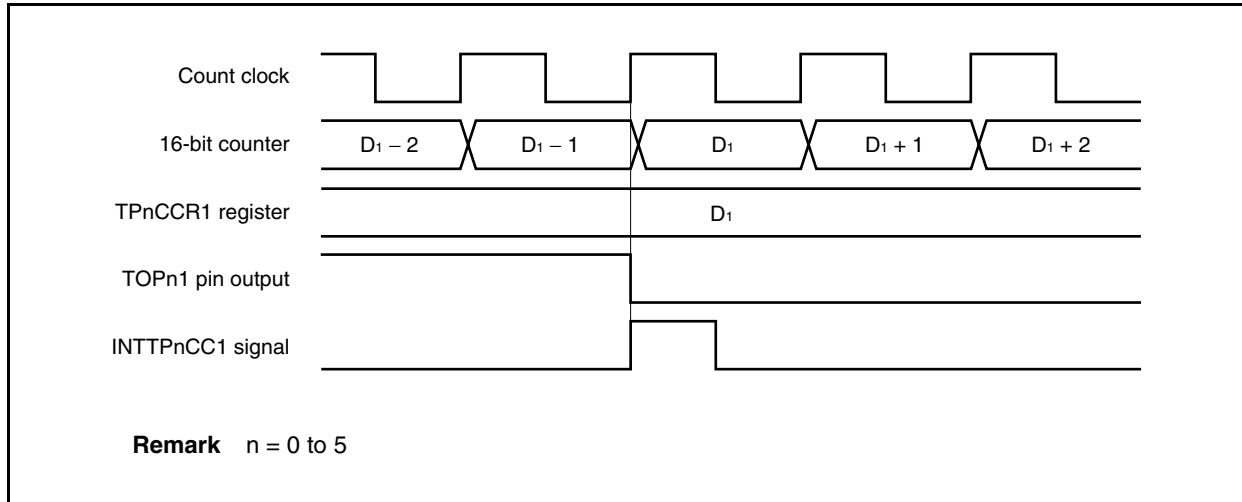 Count clock
16-bit counter D₁ − 2 D₁ − 1 D₁ D₁ + 1 D₁ + 2
TPnCCR1 register D₁
TOPn1 pin output
INTTPnCC1 signal
Remark n = 0 to 5